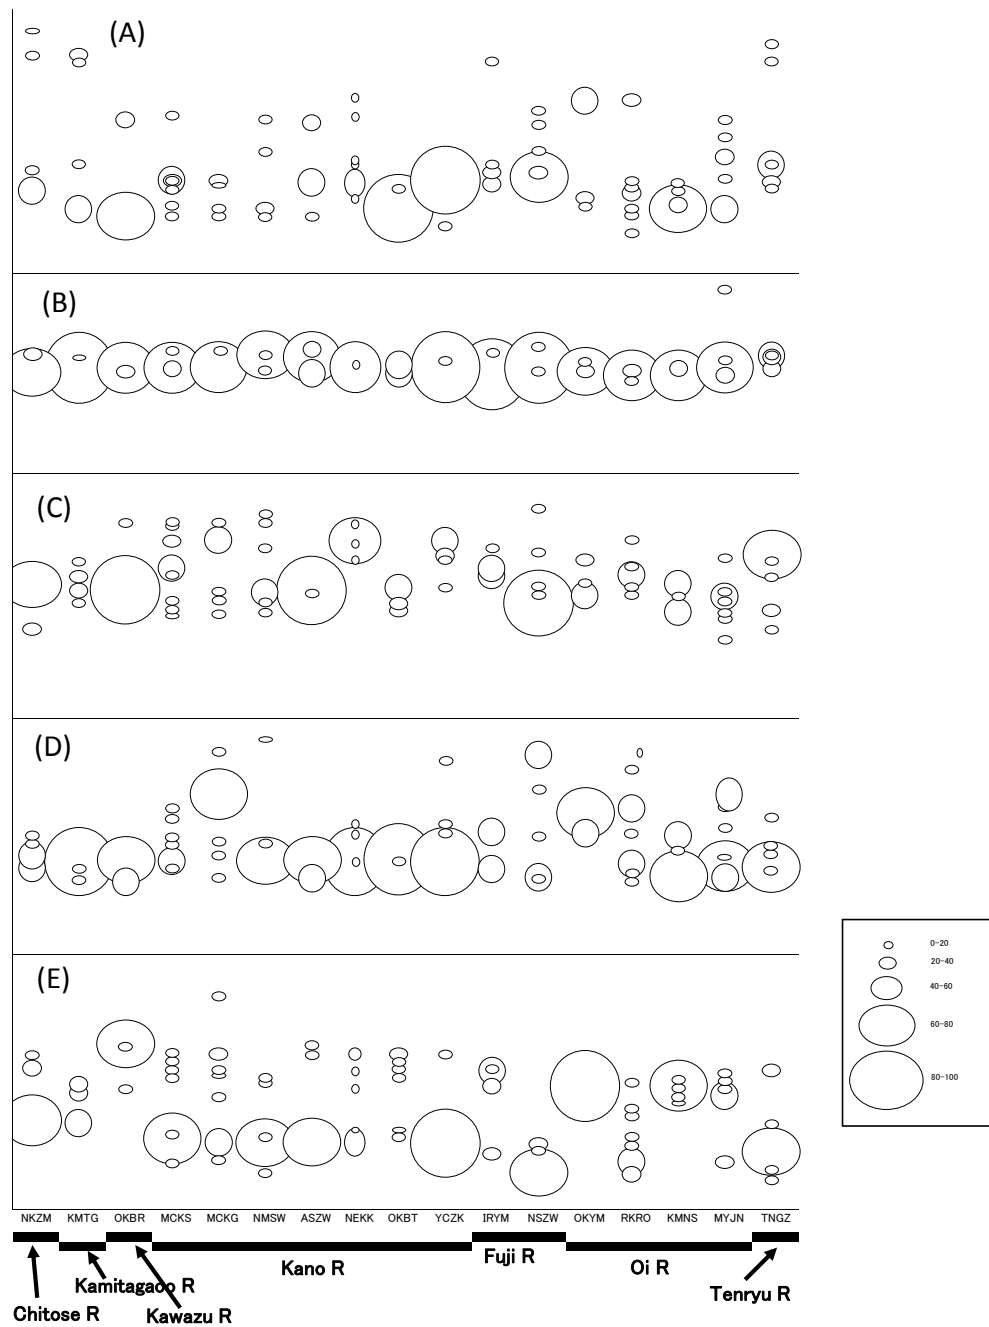 (A)
(B)
(C)
(D)
(E)
0-20
20-40
40-60
60-80
80-100
NKZM KMTG OKBR MCKS MCKG NMSW ASZW NEKK OKBT YCZK IRYM NSZW OKYM RKRO KMNS MYJN TNGZ
Kano R Fuji R Oi R
Kamitagaoo R Tenryu R
Chitose R Kawazu R